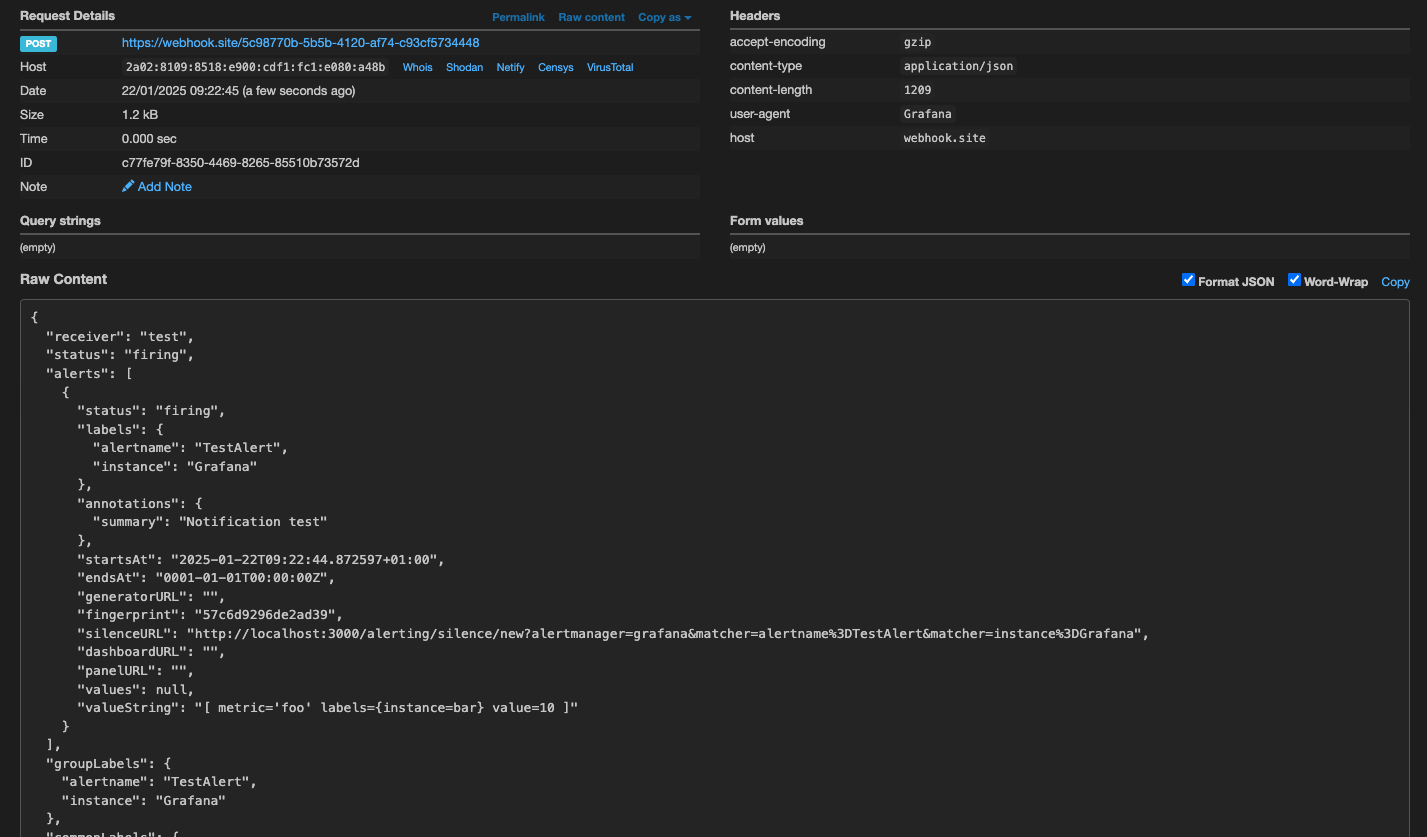 Request Details
Permalink Raw content Copy as
POST https://webhook.site/5c98770b-5b5b-4120-af74-c93cf5734448
Host 2a02:8109:8518:e900:cdf1:fc1:e080:a48b Whois Shodan Netify Censys VirusTotal
Date 22/01/2025 09:22:45 (a few seconds ago)
Size 1.2 kB
Time 0.000 sec
ID c77fe79f-8350-4469-8265-85510b73572d
Note Add Note
Headers
accept-encoding gzip
content-type application/json
content-length 1209
user-agent Grafana
host webhook.site
Query strings
(empty)
Form values
(empty)
Raw Content
Format JSON Word-Wrap Copy
{
  "receiver": "test",
  "status": "firing",
  "alerts": [
    {
      "status": "firing",
      "labels": {
        "alertname": "TestAlert",
        "instance": "Grafana"
      },
      "annotations": {
        "summary": "Notification test"
      },
      "startsAt": "2025-01-22T09:22:44.872597+01:00",
      "endsAt": "0001-01-01T00:00:00Z",
      "generatorURL": "",
      "fingerprint": "57c6d9296de2ad39",
      "silenceURL": "http://localhost:3000/alerting/silence/new?alertmanager=grafana&matcher=alertname%3DTestAlert&matcher=instance%3DGrafana",
      "dashboardURL": "",
      "panelURL": "",
      "values": null,
      "valueString": "[ metric='foo' labels={instance=bar} value=10 ]"
    }
  ],
  "groupLabels": {
    "alertname": "TestAlert",
    "instance": "Grafana"
  },
  "commonLabels": {